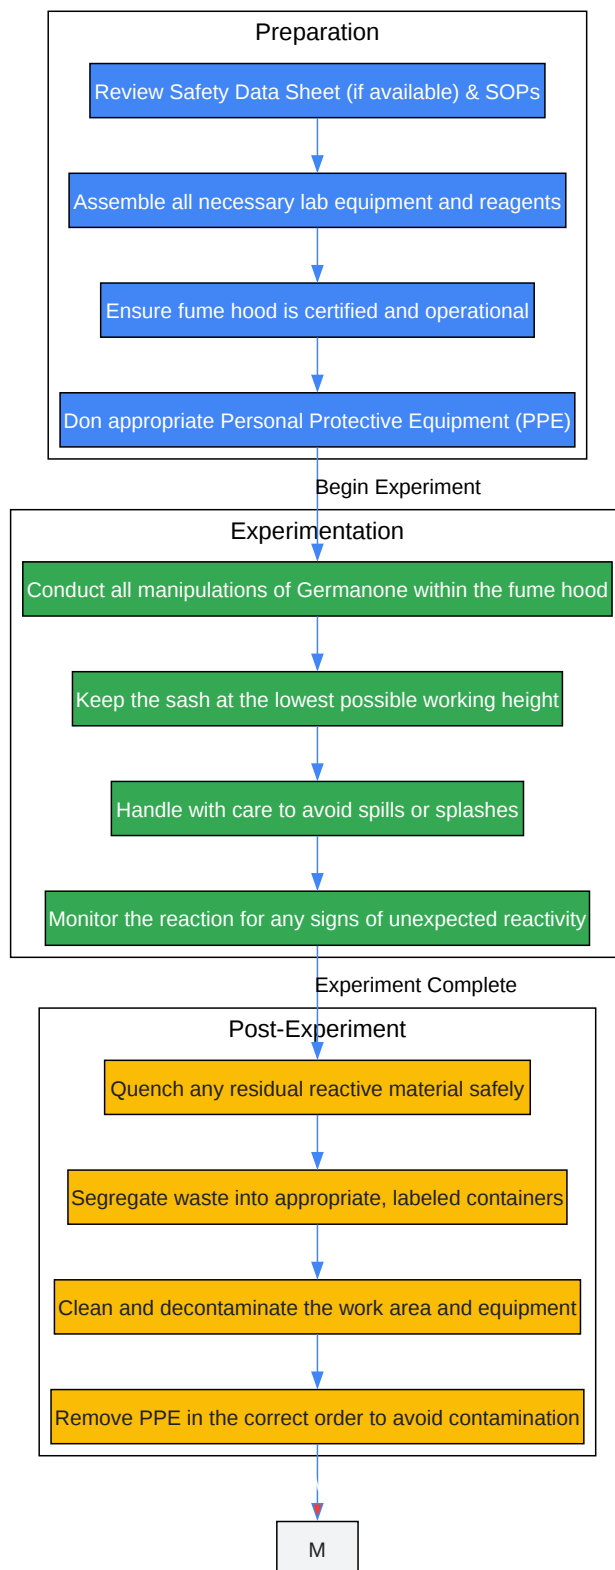 Preparation
Review Safety Data Sheet (if available) & SOPs
Assemble all necessary lab equipment and reagents
Ensure fume hood is certified and operational
Don appropriate Personal Protective Equipment (PPE)
Begin Experiment
Experimentation
Conduct all manipulations of Germanone within the fume hood
Keep the sash at the lowest possible working height
Handle with care to avoid spills or splashes
Monitor the reaction for any signs of unexpected reactivity
Experiment Complete
Post-Experiment
Quench any residual reactive material safely
Segregate waste into appropriate, labeled containers
Clean and decontaminate the work area and equipment
Remove PPE in the correct order to avoid contamination
M